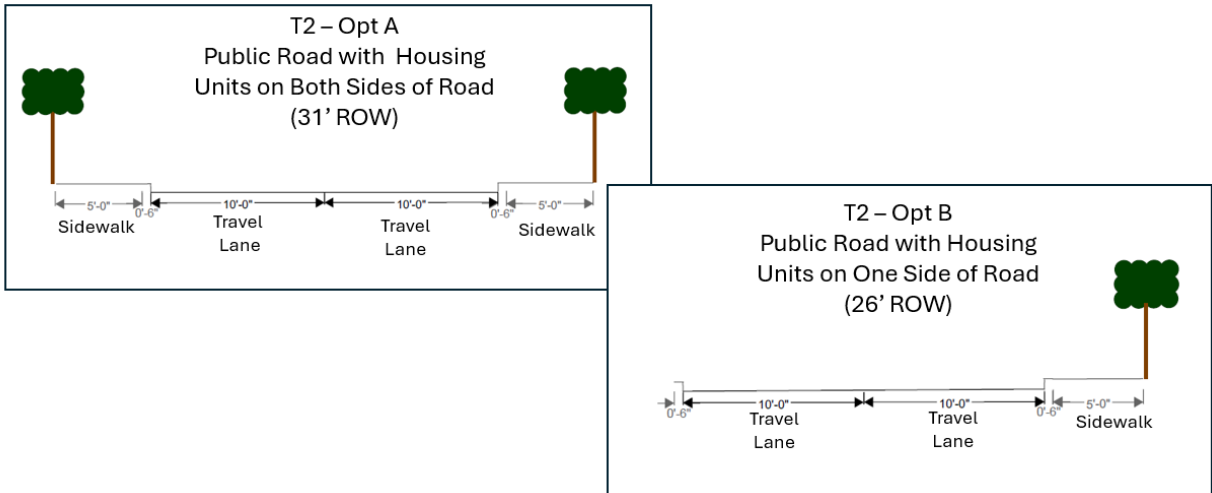 T2 – Opt A
Public Road with Housing
Units on Both Sides of Road
(31’ ROW)
5'-0" 0'-6" 10'-0" 10'-0" 0'-6" 5'-0"
Sidewalk Travel Lane Travel Lane Sidewalk
T2 – Opt B
Public Road with Housing
Units on One Side of Road
(26’ ROW)
0'-6" 10'-0" 10'-0" 0'-6" 5'-0"
Travel Lane Travel Lane Sidewalk